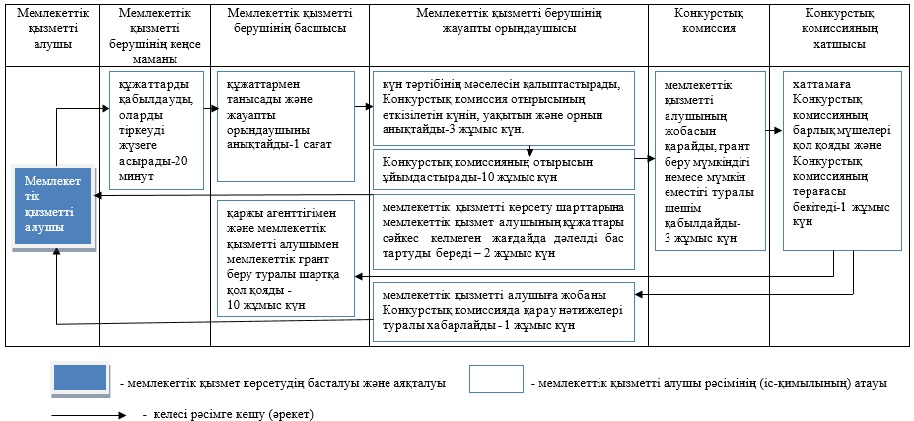 Мемлекеттік
қызметті
алушы
Мемлекеттік
қызметті
берушінің кеңсе
маманы
Мемлекеттік қызметті
берушінің басшысы
Мемлекеттік қызметті берушінің
жауапты орындаушысы
Конкурстық
комиссия
Конкурстық
комиссияның
хатшысы
Мемлекет
тік
қызметті
алушы
құжаттарды
қабылдауды,
оларды
тіркеуді
жүзеге
асырады-20
минут
құжаттармен
танысады және
жауапты
орындаушыны
анықтайды-1 сағат
күн тәртібінің мәселесін қалыптастырады,
Конкурстық комиссия отырысының
өткізілетін күнін, уақытын және орнын
анықтайды-3 жұмыс күн.
Конкурстық комиссияның отырысын
ұйымдастырады-10 жұмыс күн
мемлекеттік
қызметті
алушының
жобасын
қарайды, грант
беру мүмкіндігі
немесе мүмкін
еместігі туралы
шешім
қабылдайды-
3 жұмыс күн
хаттамаға
Конкурстық
комиссияның
барлық мүшелері
қол қояды және
Конкурстық
комиссияның
төрағасы
бекітеді-1 жұмыс
күн
мемлекеттік қызметті көрсету шарттарына
мемлекеттік қызмет алушының құжаттары
сәйкес келмеген жағдайда дәлелді бас
тартуды береді – 2 жұмыс күн
қаржы агенттігімен
және мемлекеттік
қызметті алушымен
мемлекеттік грант
беру туралы шартқа
қол қояды -
10 жұмыс күн
мемлекеттік қызметті алушыға жобаны
Конкурстық комиссияда қарау нәтижелері
туралы хабарлайды - 1 жұмыс күн
- мемлекеттік қызмет көрсетудің басталуы және аяқталуы
- мемлекеттік қызметті алушы рәсімінің (іс-қимылының) атауы
- келесі рәсімге көшу (әрекет)